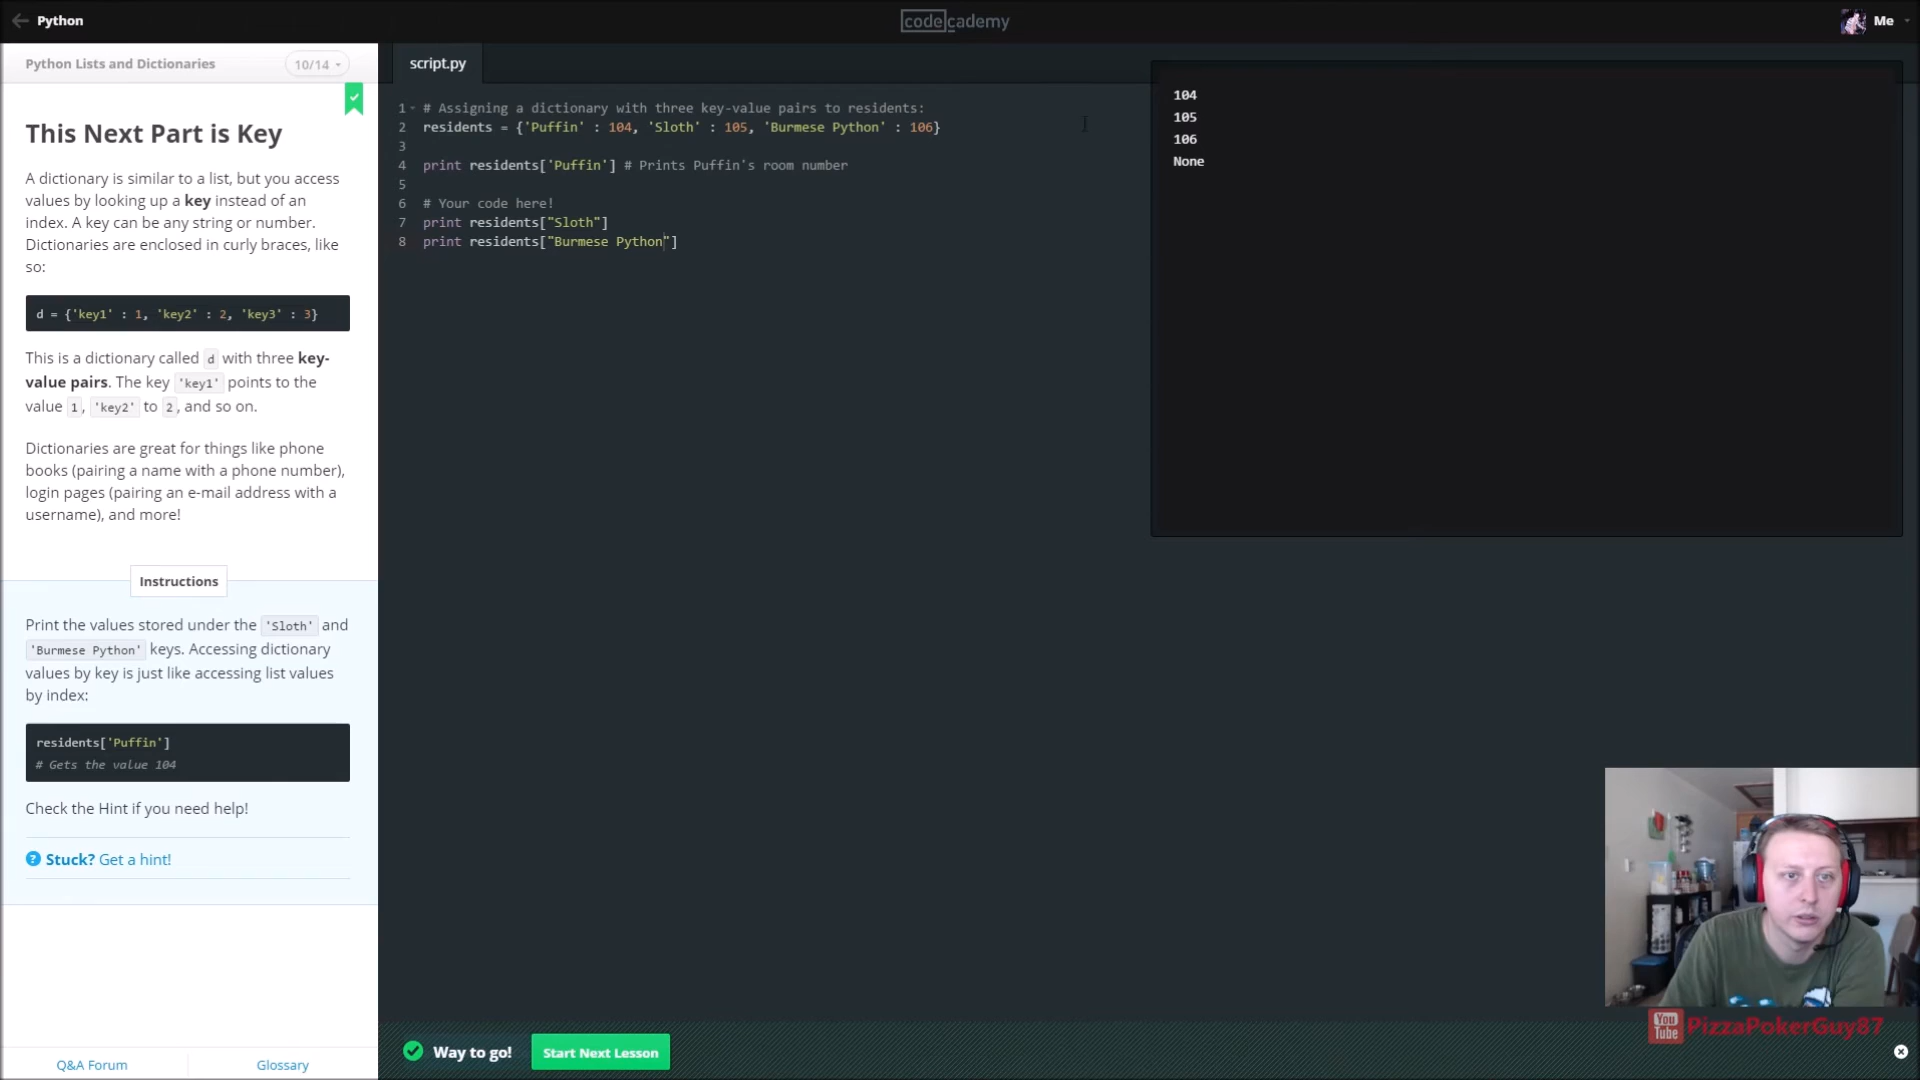 Python
codecademy
Me
Python Lists and Dictionaries
10/14
This Next Part is Key
A dictionary is similar to a list, but you access
values by looking up a key instead of an
index. A key can be any string or number.
Dictionaries are enclosed in curly braces, like
so:
d = {'key1' : 1, 'key2' : 2, 'key3' : 3}
This is a dictionary called d with three key-
value pairs. The key 'key1' points to the
value 1, 'key2' to 2, and so on.
Dictionaries are great for things like phone
books (pairing a name with a phone number),
login pages (pairing an e-mail address with a
username), and more!
Instructions
Print the values stored under the 'Sloth' and
'Burmese Python' keys. Accessing dictionary
values by key is just like accessing list values
by index:
residents['Puffin']
# Gets the value 104
Check the Hint if you need help!
Stuck? Get a hint!
Q&A Forum
Glossary
script.py
1 # Assigning a dictionary with three key-value pairs to residents:
2 residents = {'Puffin' : 104, 'Sloth' : 105, 'Burmese Python' : 106}
3
4 print residents['Puffin'] # Prints Puffin's room number
5
6 # Your code here!
7 print residents["Sloth"]
8 print residents["Burmese Python"]
104
105
106
None
Way to go!
Start Next Lesson
You Tube PizzaPokerGuy87